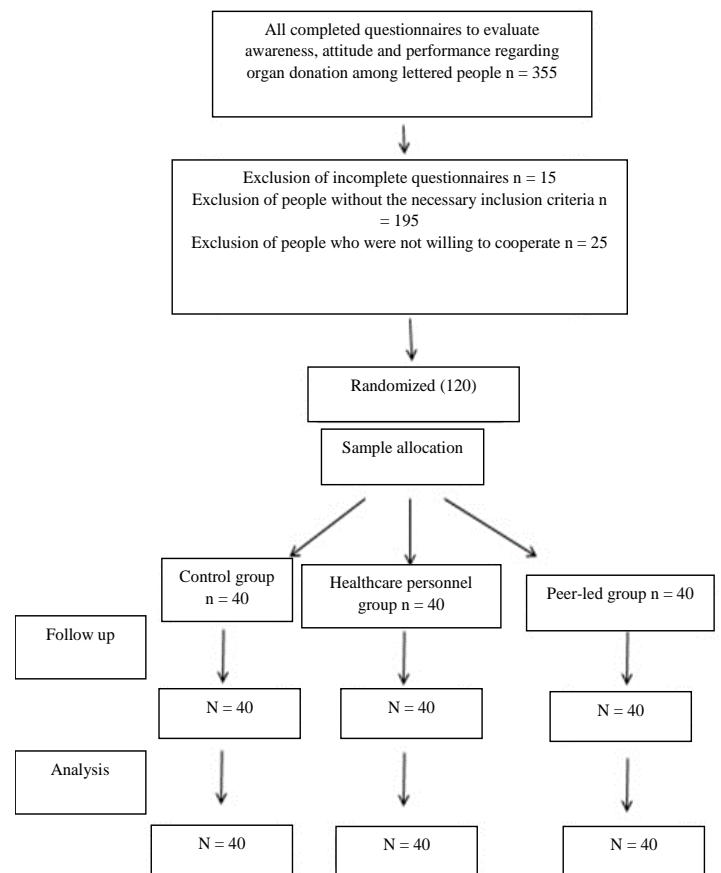 All completed questionnaires to evaluate
awareness, attitude and performance regarding
organ donation among lettered people n = 355
Exclusion of incomplete questionnaires n = 15
Exclusion of people without the necessary inclusion criteria n
= 195
Exclusion of people who were not willing to cooperate n = 25
Randomized (120)
Sample allocation
Control group
n = 40
Healthcare personnel
group n = 40
Peer-led group n = 40
Follow up
N = 40
N = 40
N = 40
Analysis
N = 40
N = 40
N = 40